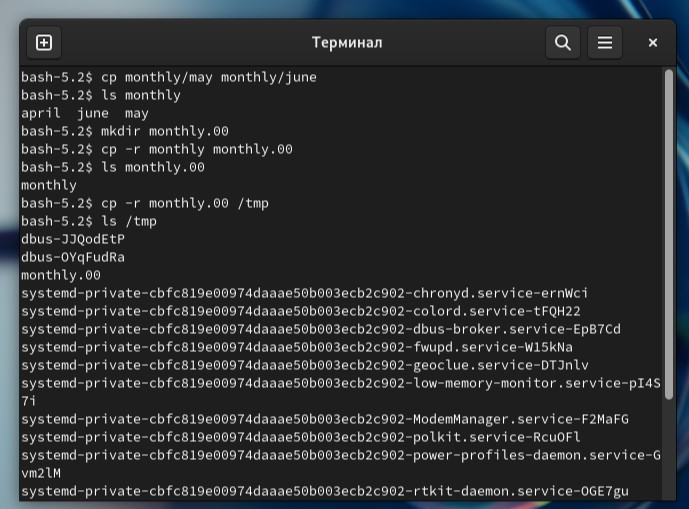 Терминал
bash-5.2$ cp monthly/may monthly/june
bash-5.2$ ls monthly
april  june  may
bash-5.2$ mkdir monthly.00
bash-5.2$ cp -r monthly monthly.00
bash-5.2$ ls monthly.00
monthly
bash-5.2$ cp -r monthly.00 /tmp
bash-5.2$ ls /tmp
dbus-JJQodEtP
dbus-OYqFudRa
monthly.00
systemd-private-cbfc819e00974daaae50b003ecb2c902-chronyd.service-ernWci
systemd-private-cbfc819e00974daaae50b003ecb2c902-colord.service-tFQH22
systemd-private-cbfc819e00974daaae50b003ecb2c902-dbus-broker.service-EpB7Cd
systemd-private-cbfc819e00974daaae50b003ecb2c902-fwupd.service-W15kNa
systemd-private-cbfc819e00974daaae50b003ecb2c902-geoclue.service-DTJnlv
systemd-private-cbfc819e00974daaae50b003ecb2c902-low-memory-monitor.service-pI4S
7i
systemd-private-cbfc819e00974daaae50b003ecb2c902-ModemManager.service-F2MaFG
systemd-private-cbfc819e00974daaae50b003ecb2c902-polkit.service-RcuOFl
systemd-private-cbfc819e00974daaae50b003ecb2c902-power-profiles-daemon.service-G
vm2lM
systemd-private-cbfc819e00974daaae50b003ecb2c902-rtkit-daemon.service-OGE7gu